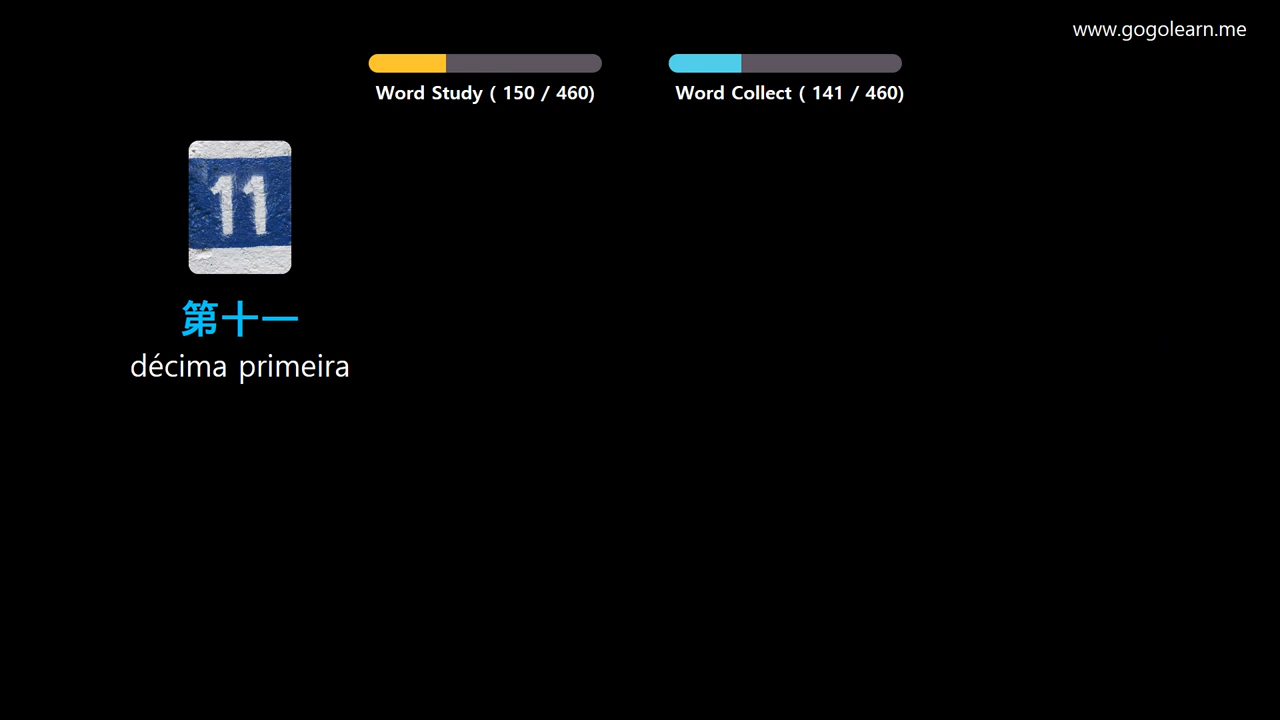 www.gogolearn.me
Word Study ( 150 / 460)
Word Collect ( 141 / 460)
11
第十一
décima primeira